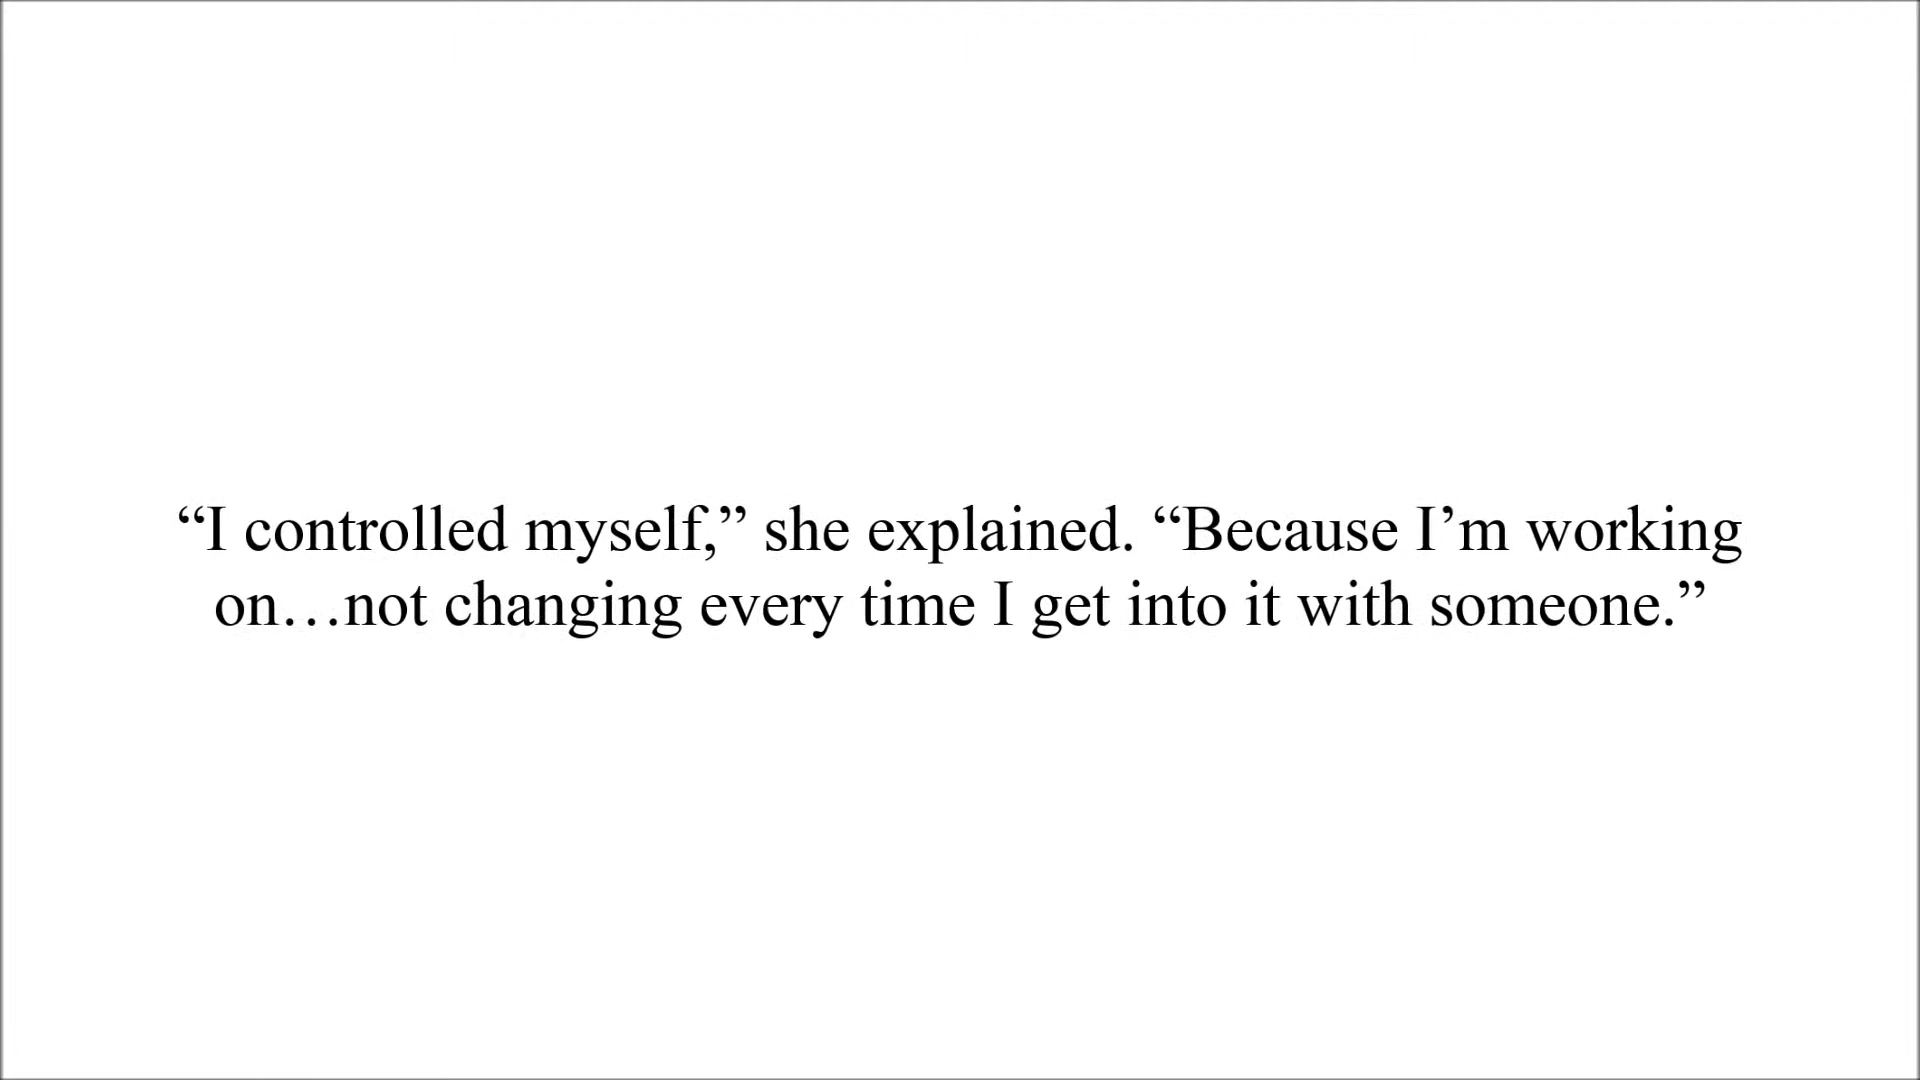 “I controlled myself,” she explained. “Because I’m working
on…not changing every time I get into it with someone.”